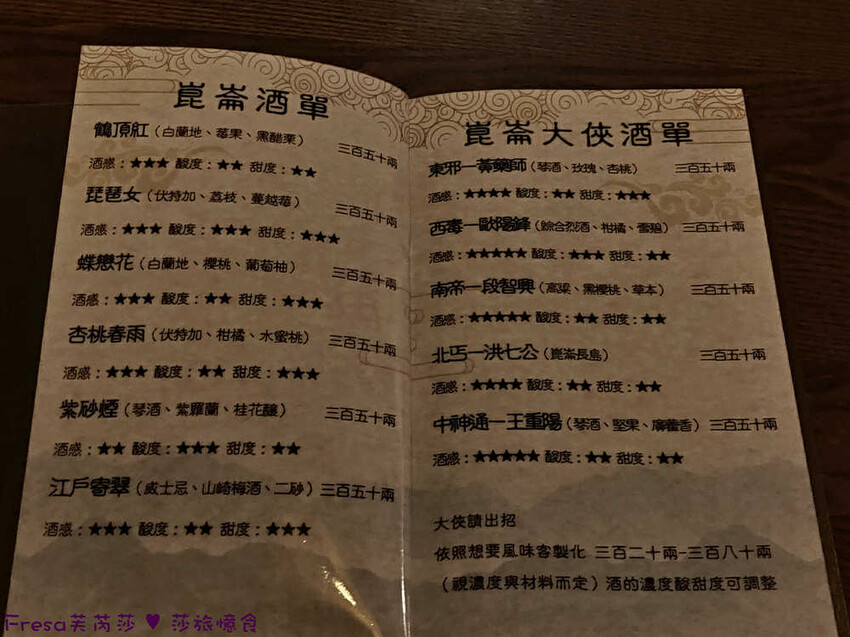 崑崙酒單
鶴頂紅（白蘭地、莓果、黑醋栗）三百五十兩
酒感：★★★ 酸度：★★ 甜度：★★
琵琶女（伏特加、荔枝、蔓越莓）三百五十兩
酒感：★★★ 酸度：★★★ 甜度：★★★
蝶戀花（白蘭地、櫻桃、葡萄柚）三百五十兩
酒感：★★★ 酸度：★★ 甜度：★★★
杏桃春雨（伏特加、柑橘、水蜜桃）三百五十兩
酒感：★★★ 酸度：★★ 甜度：★★★
紫砂煙（琴酒、紫羅蘭、桂花釀）三百五十兩
酒感：★★ 酸度：★★★ 甜度：★★
江戶寄翠（威士忌、山崎梅酒、二砂）三百五十兩
酒感：★★★ 酸度：★★ 甜度：★★★
崑崙大俠酒單
東邪一黃藥師（琴酒、玫瑰、杏桃）三百五十兩
酒感：★★★★ 酸度：★★ 甜度：★★★
西毒一歐陽鋒（綜合烈酒、柑橘、雪碧）三百五十兩
酒感：★★★★★ 酸度：★★★ 甜度：★★
南帝一段智興（高粱、黑櫻桃、草本）三百五十兩
酒感：★★★★★ 酸度：★★ 甜度：★★
北丐一洪七公（崑崙長島）三百五十兩
酒感：★★★★ 酸度：★★ 甜度：★★
中神通一王重陽（琴酒、堅果、廣藿香）三百五十兩
酒感：★★★★★ 酸度：★★ 甜度：★★
大俠請出招
依照想要風味客製化 三百二十兩-三百八十兩
（視濃度與材料而定）酒的濃度酸甜度可調整
Fresa芙芮莎 ♥ 莎旅憶食